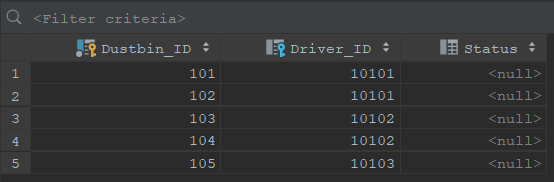 <Filter criteria>
Dustbin_ID Driver_ID Status
1 101 10101 <null>
2 102 10101 <null>
3 103 10102 <null>
4 104 10102 <null>
5 105 10103 <null>